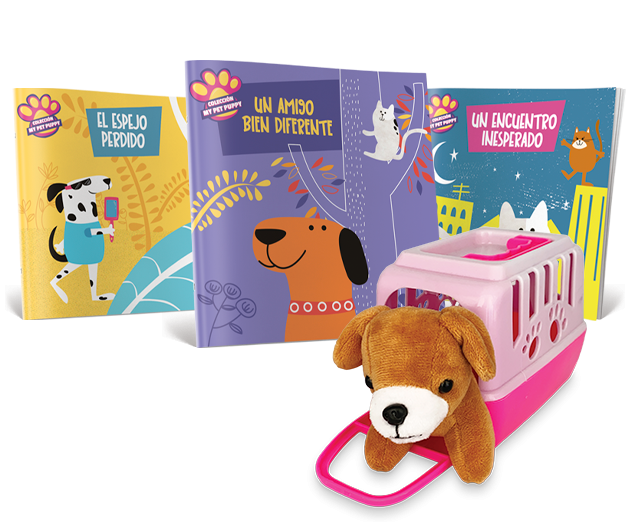 COLECCIÓN
MY PET PUPPY
EL ESPEJO
PERDIDO
COLECCIÓN
MY PET PUPPY
UN AMIGO
BIEN DIFERENTE
COLECCIÓN
MY PET PUPPY
UN ENCUENTRO
INESPERADO